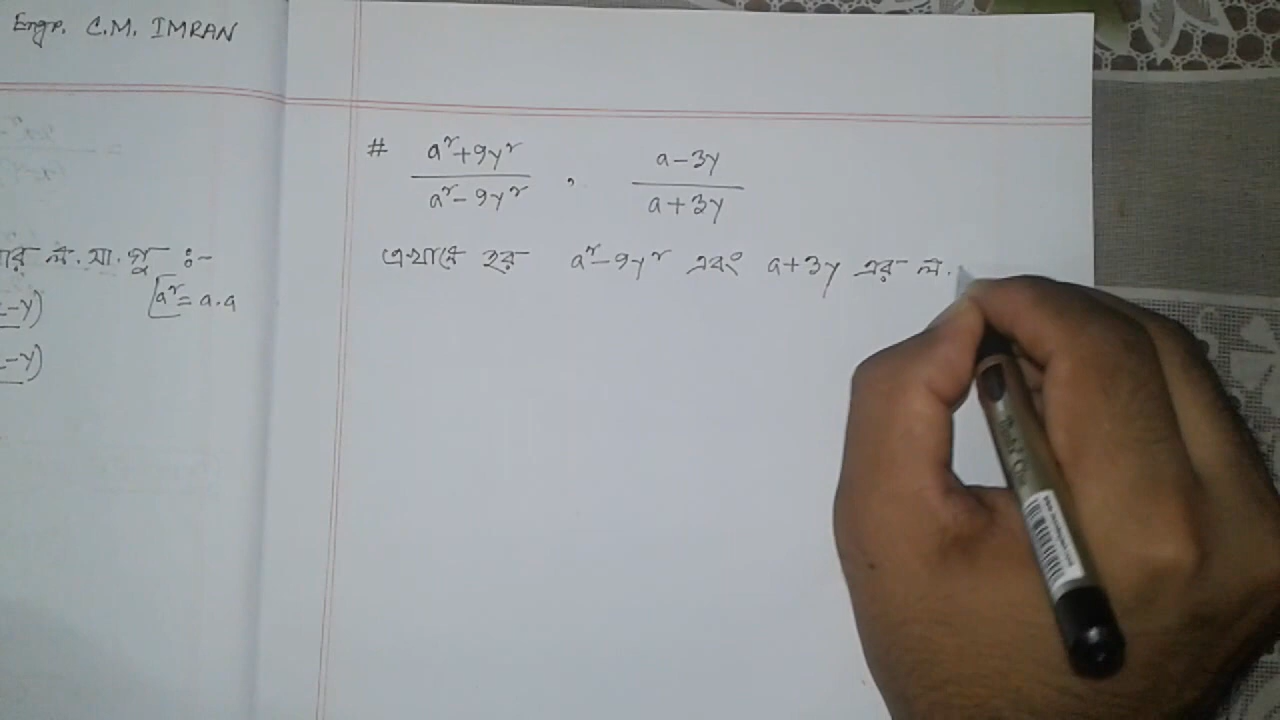 Engr. C.M. IMRAN
# a²+9y² / a²-9y² , a-3y / a+3y
এখানে হর a²-9y² এবং a+3y এর ল.
ল.সা.গু :-
a² = a.a
-y)
-y)